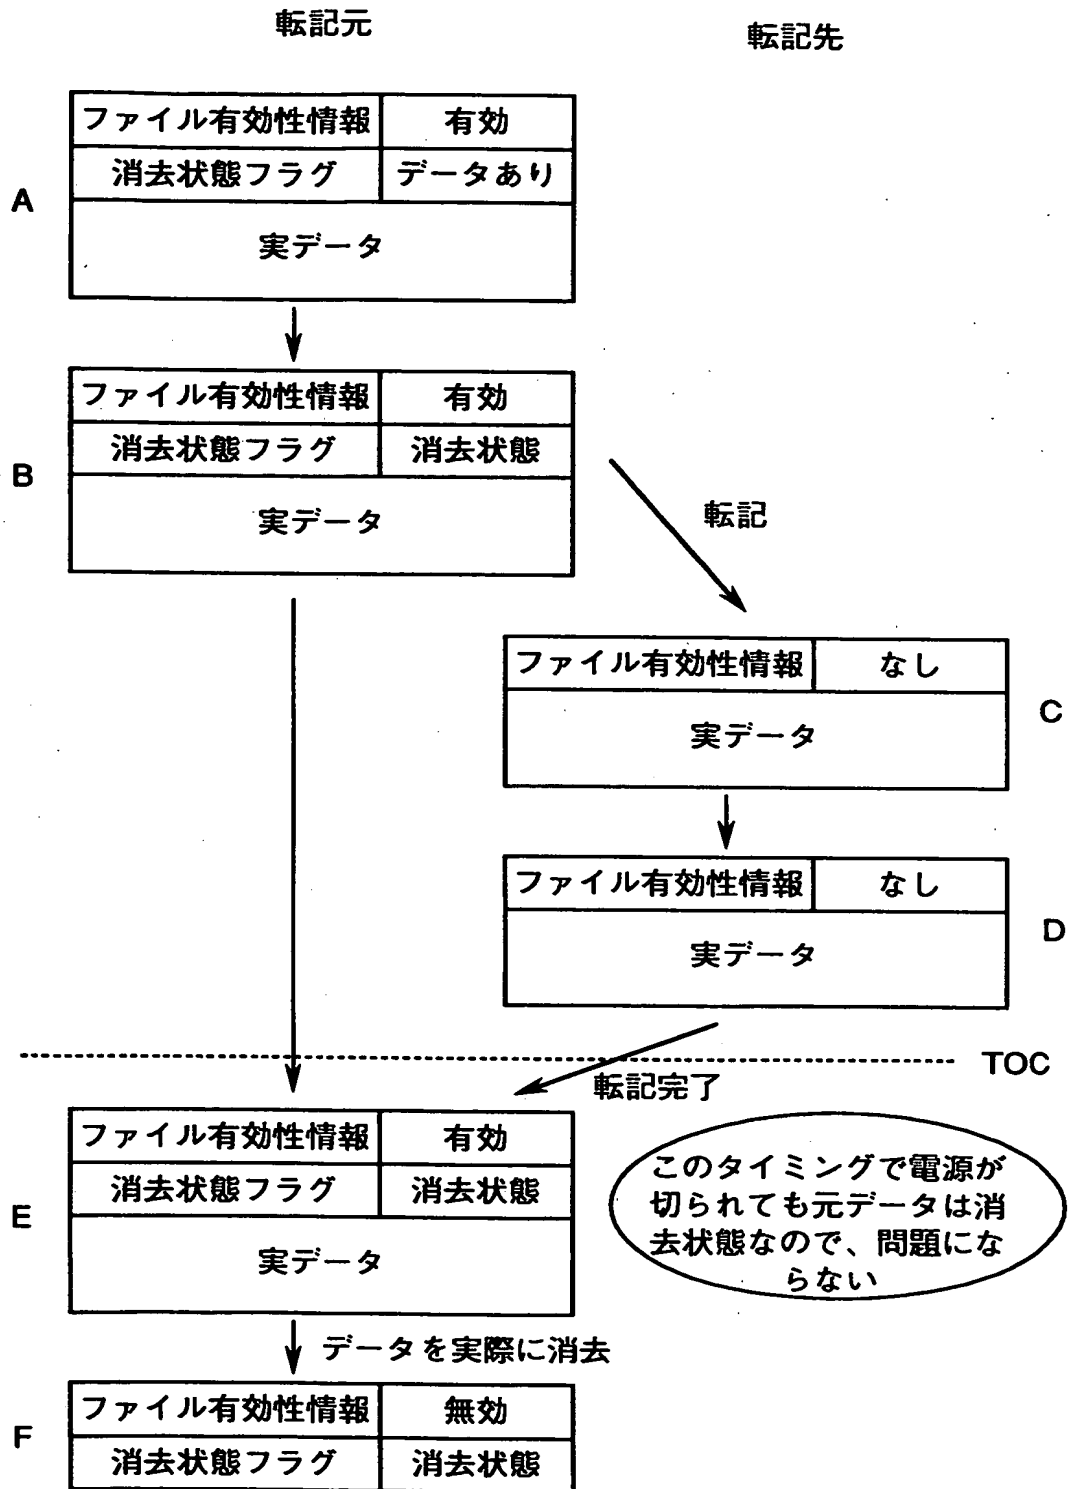 転記元
転記先
A
ファイル有効性情報 有効
消去状態フラグ データあり
実データ
B
ファイル有効性情報 有効
消去状態フラグ 消去状態
実データ
転記
ファイル有効性情報 なし
実データ
C
ファイル有効性情報 なし
実データ
D
TOC
転記完了
E
ファイル有効性情報 有効
消去状態フラグ 消去状態
実データ
このタイミングで電源が
切られても元データは消
去状態なので、問題にな
らない
データを実際に消去
F
ファイル有効性情報 無効
消去状態フラグ 消去状態